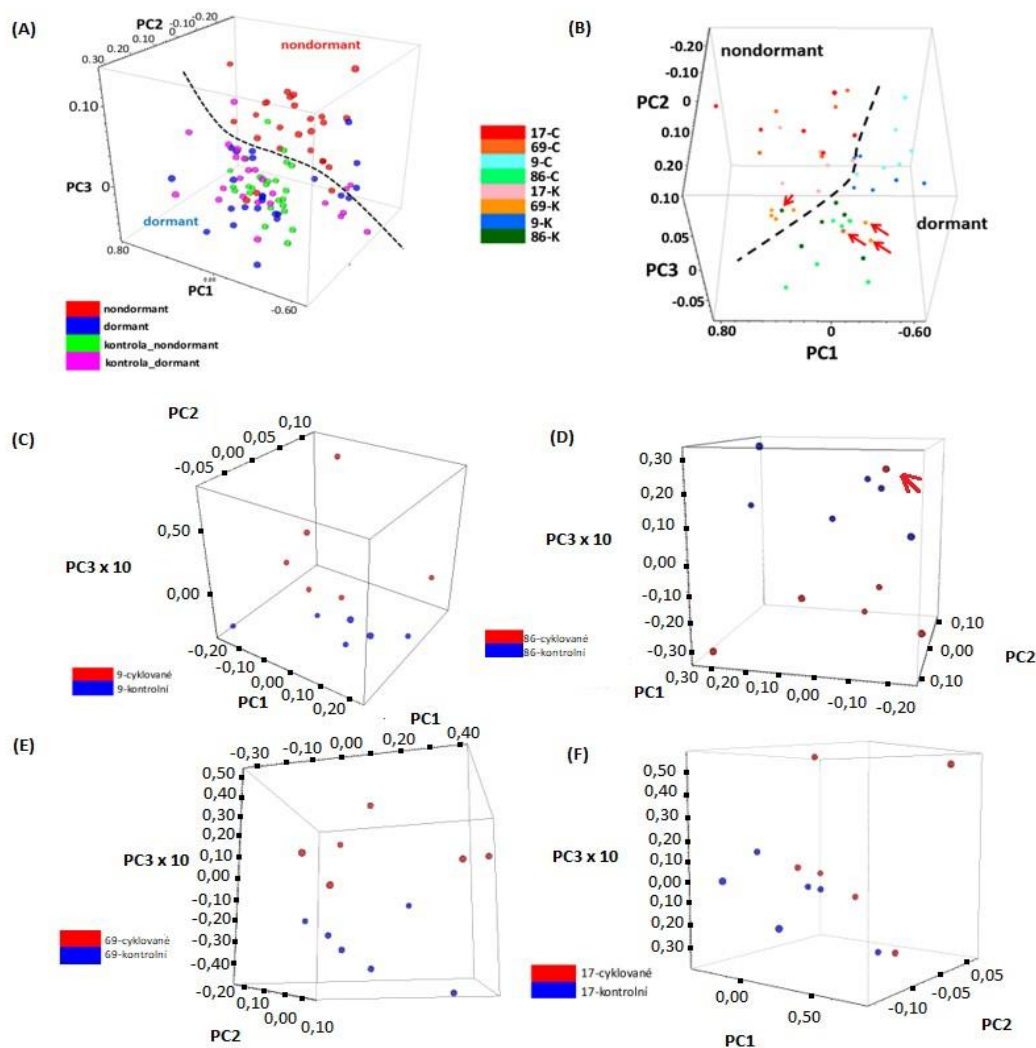 (A)
PC2
-0.10-0.20
0.30 0.20 0.10 0
nondormant
0.10
PC3
0
dormant
0.80
PC1
-0.60
nondormant
dormant
kontrola_nondormant
kontrola_dormant
17-C
69-C
9-C
86-C
17-K
69-K
9-K
86-K
(B)
-0.20
nondormant
-0.10
PC2
0
0.10
0.20
0.10
dormant
0.05
PC3
0
-0.05
0.80
0
-0.60
PC1
(C)
PC2
-0,05 0,00 0,05 0,10
0,50
PC3 x 10
0,00
-0,20 -0,10 0,00 0,10 0,20
PC1
9-cyklované
9-kontrolní
(D)
0,30
0,20
0,10
PC3 x 10
0,00
-0,10
-0,20
-0,30
0,10
0,00
0,10
PC2
PC1
0,30 0,20 0,10 0,00 -0,10 -0,20
86-cyklované
86-kontrolní
(E)
PC1
-0,30 -0,10 0,00 0,20 0,40
0,50
0,40
0,30
0,20
PC3 x 10
0,10
0,00
-0,10
-0,20
-0,30
-0,40
-0,20 0,10 0,00 0,10
PC2
69-cyklované
69-kontrolní
(F)
0,50
0,40
0,30
0,20
PC3 x 10
0,10
0,00
0,10
0,20
0,30
0,00
0,50
PC1
-0,10 -0,05 0,05
PC2
17-cyklované
17-kontrolní